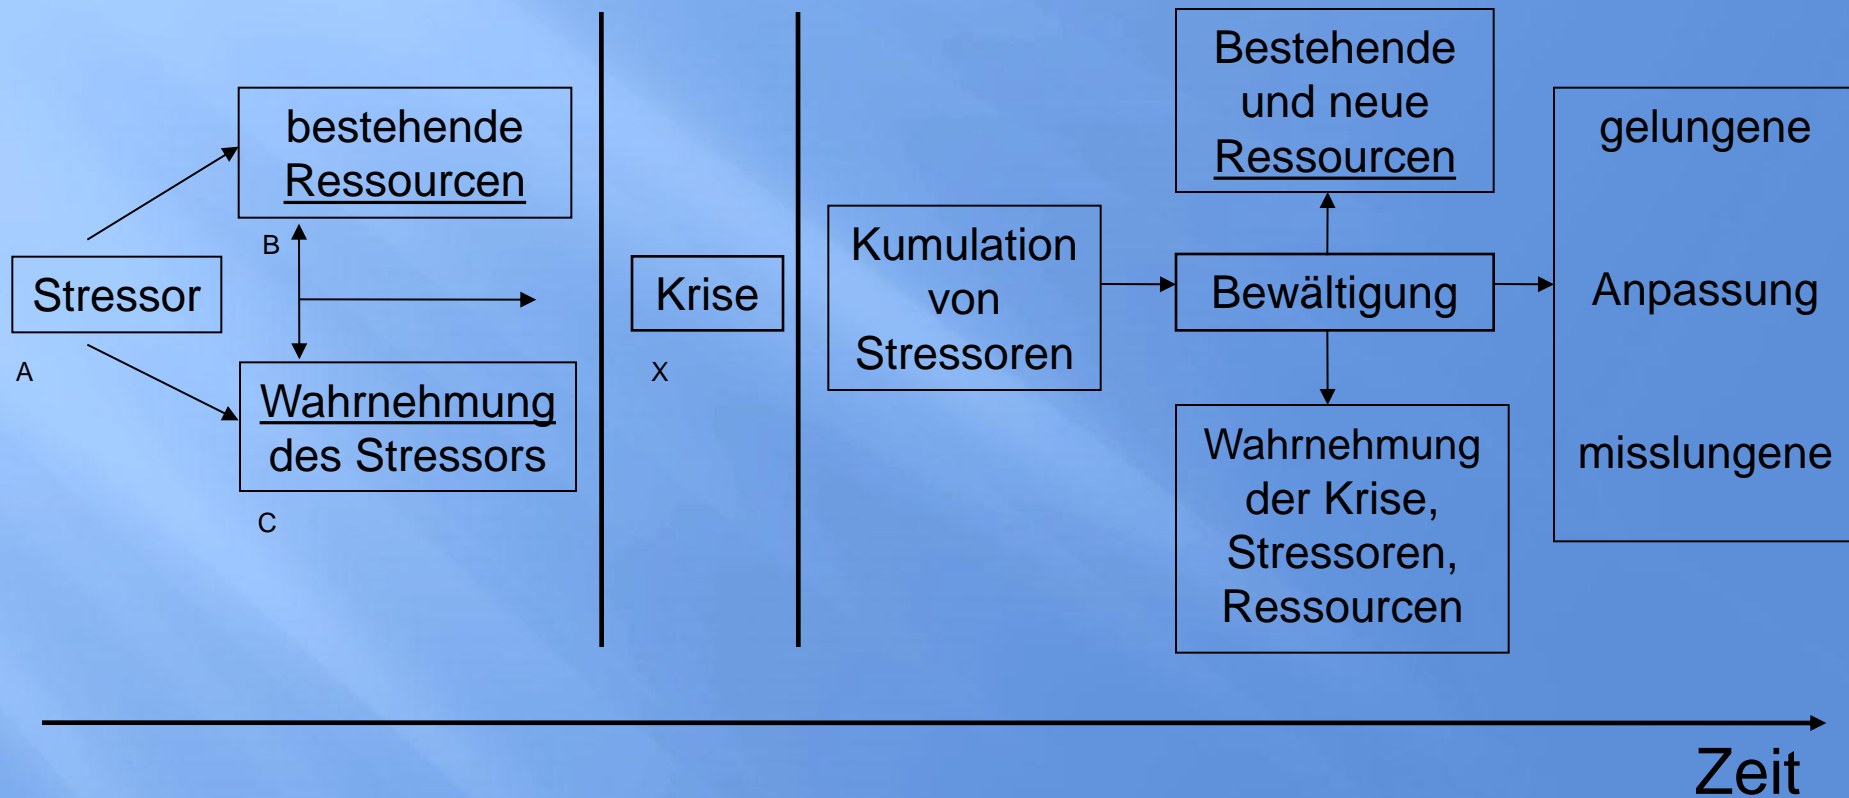 Stressor
A
bestehende
Ressourcen
B
Wahrnehmung
des Stressors
C
Krise
X
Kumulation
von
Stressoren
Bestehende
und neue
Ressourcen
Bewältigung
Wahrnehmung
der Krise,
Stressoren,
Ressourcen
gelungene
Anpassung
misslungene
Zeit